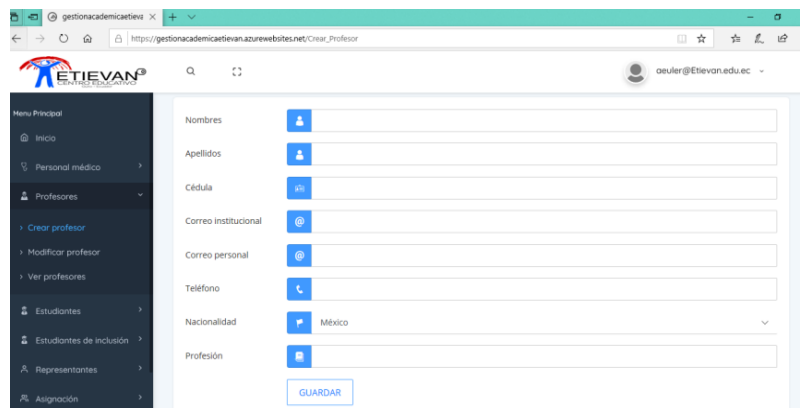 gestionacademicaetieva
https://gestionacademicaetievan.azurewebsites.net/Crear_Profesor
ETIEVAN
CENTRO EDUCATIVO
aeuler@Etievan.edu.ec
Menu Principal
Inicio
Personal médico
Profesores
Crear profesor
Modificar profesor
Ver profesores
Estudiantes
Estudiantes de inclusión
Representantes
Asignación
Nombres
Apellidos
Cédula
Correo institucional
Correo personal
Teléfono
Nacionalidad
México
Profesión
GUARDAR